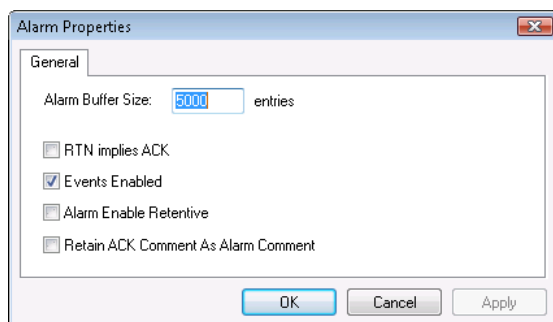 Alarm Properties
General
Alarm Buffer Size: 5000 entries
RTN implies ACK
Events Enabled
Alarm Enable Retentive
Retain ACK Comment As Alarm Comment
OK Cancel Apply